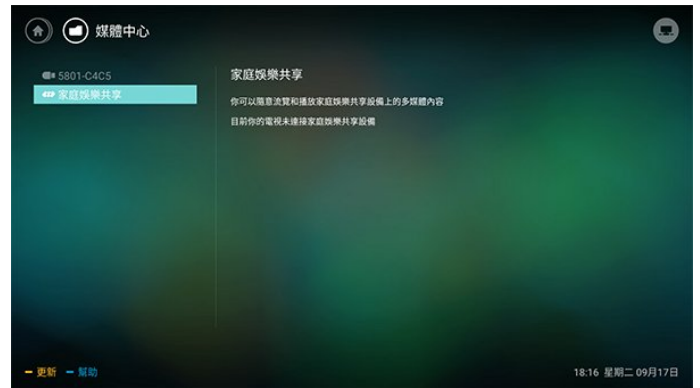 媒體中心
5801-C4C5
家庭娛樂共享
家庭娛樂共享
你可以隨意流覽和播放家庭娛樂共享設備上的多媒體內容
目前你的電視未連接家庭娛樂共享設備
更新 幫助
18:16 星期二 09月17日